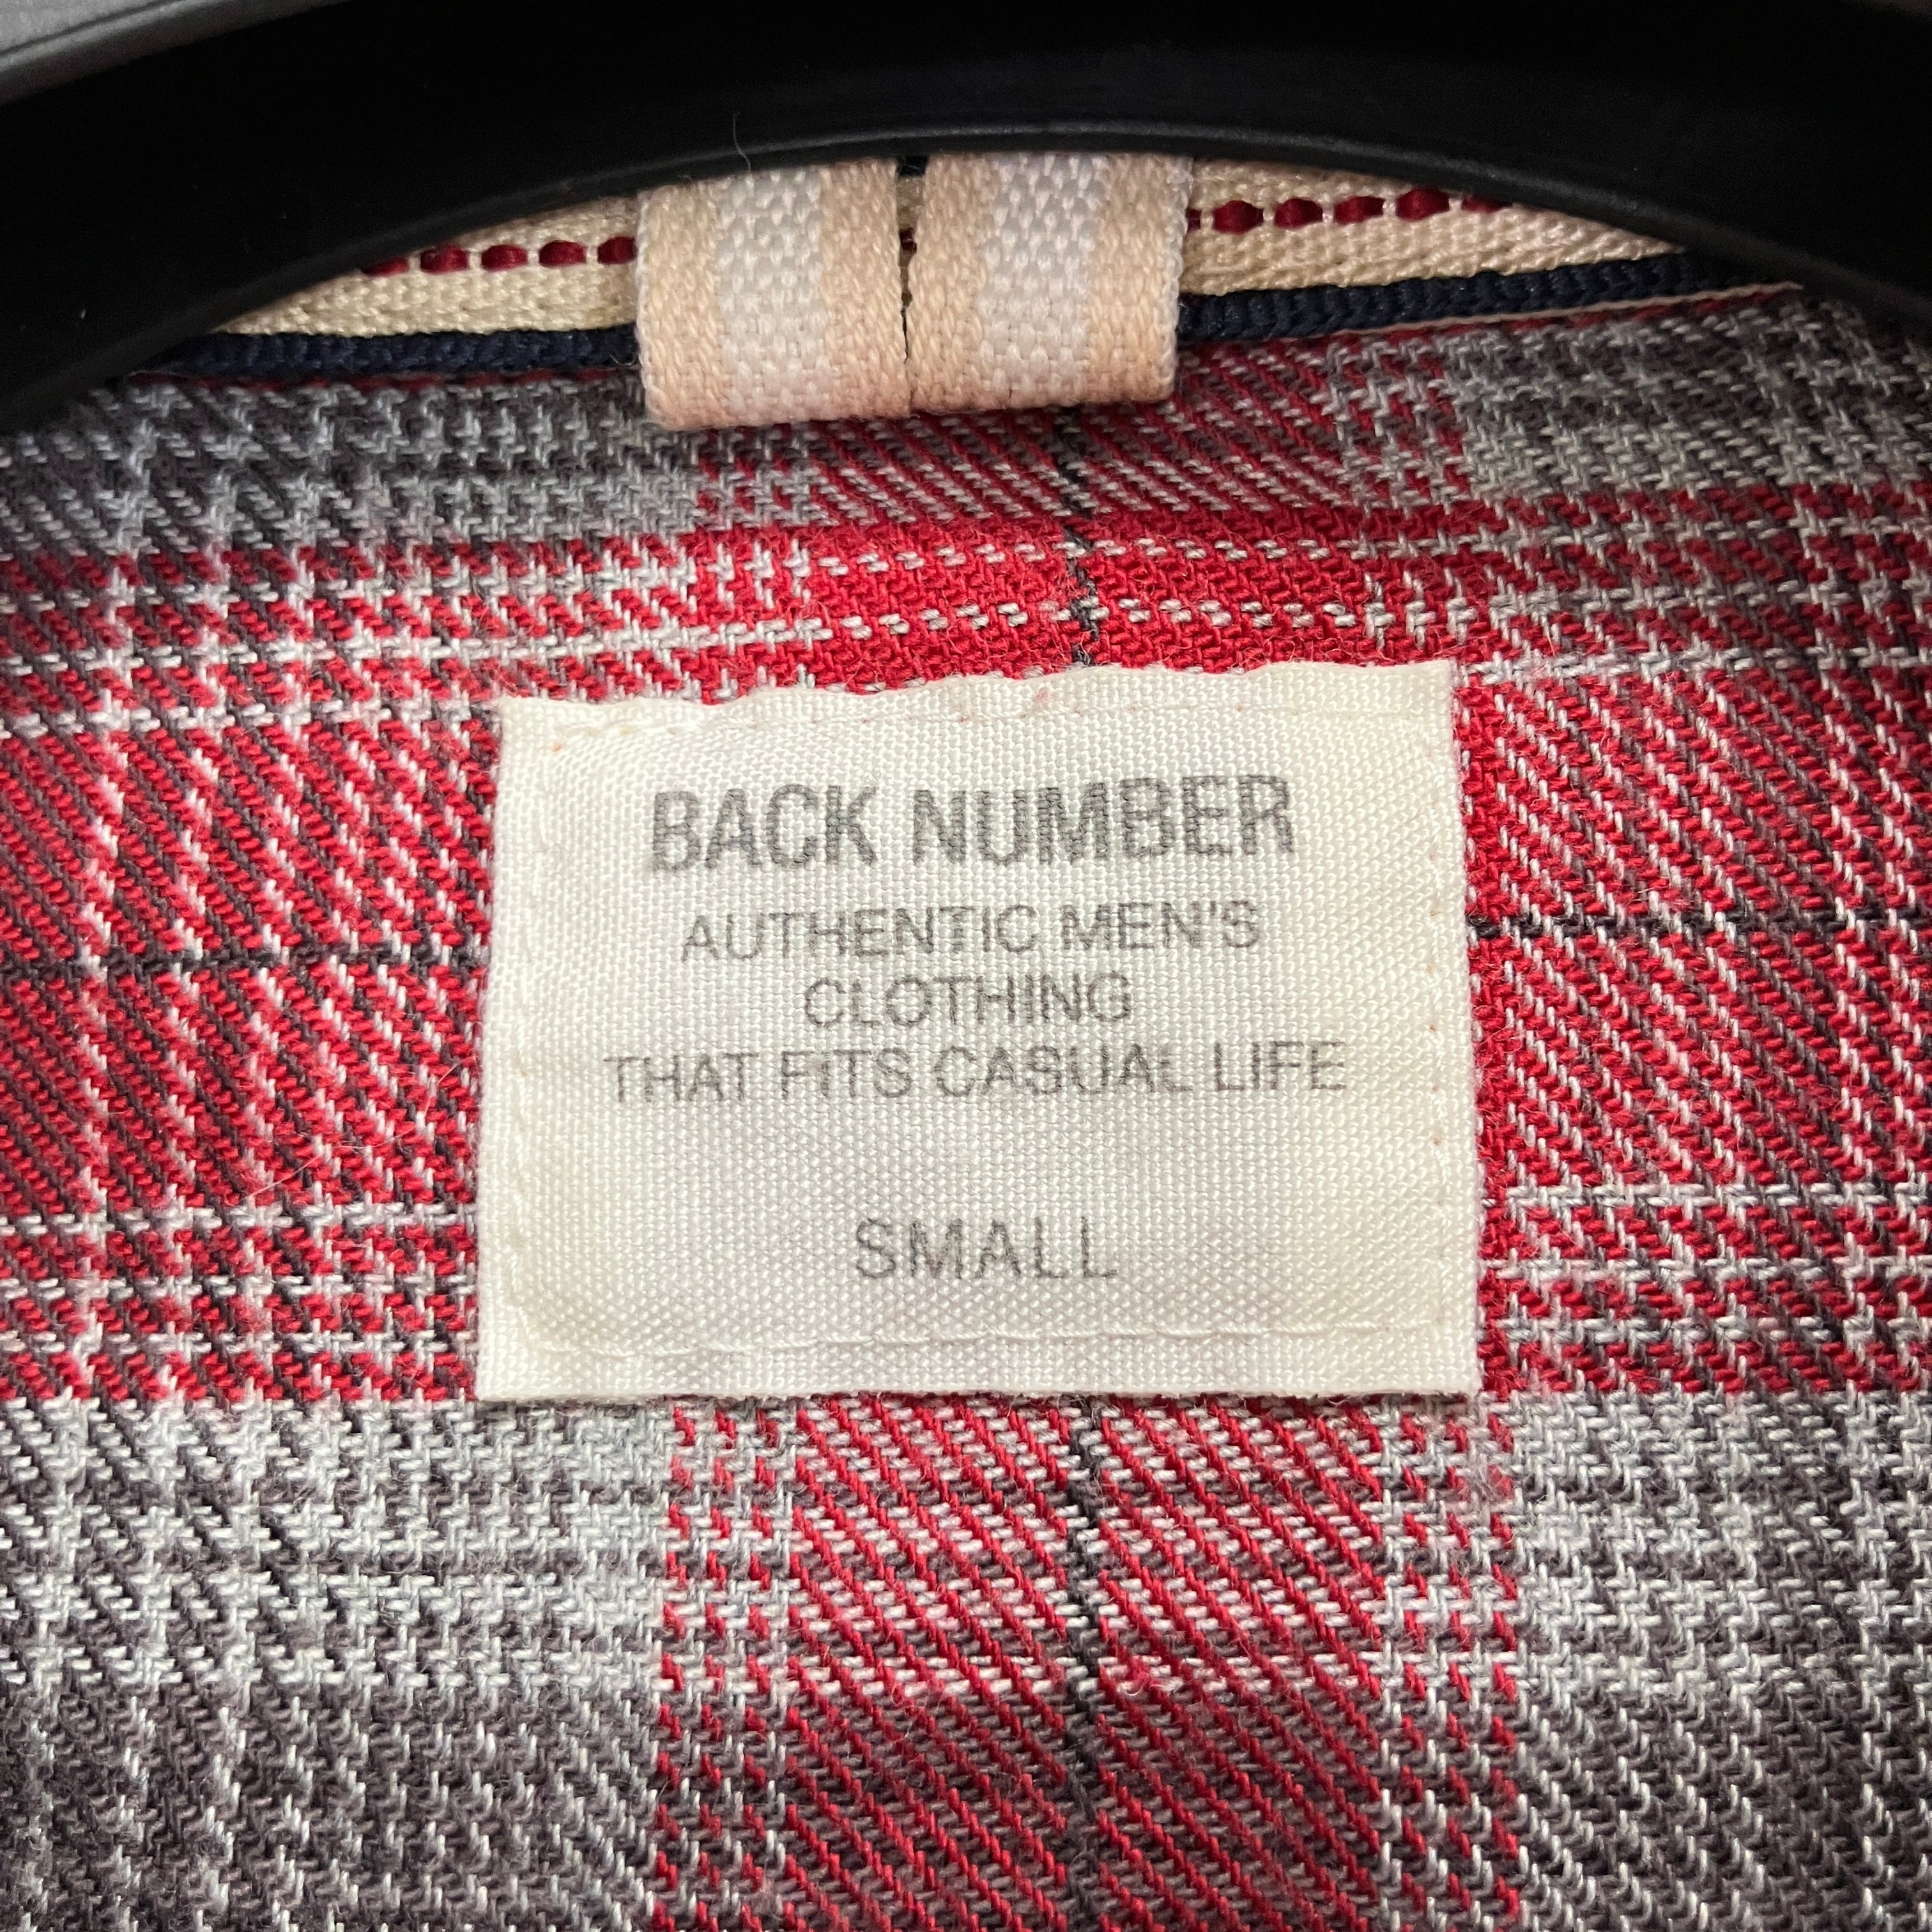 BACK NUMBER
AUTHENTIC MEN'S
CLOTHING
THAT FITS CASUAL LIFE
SMALL